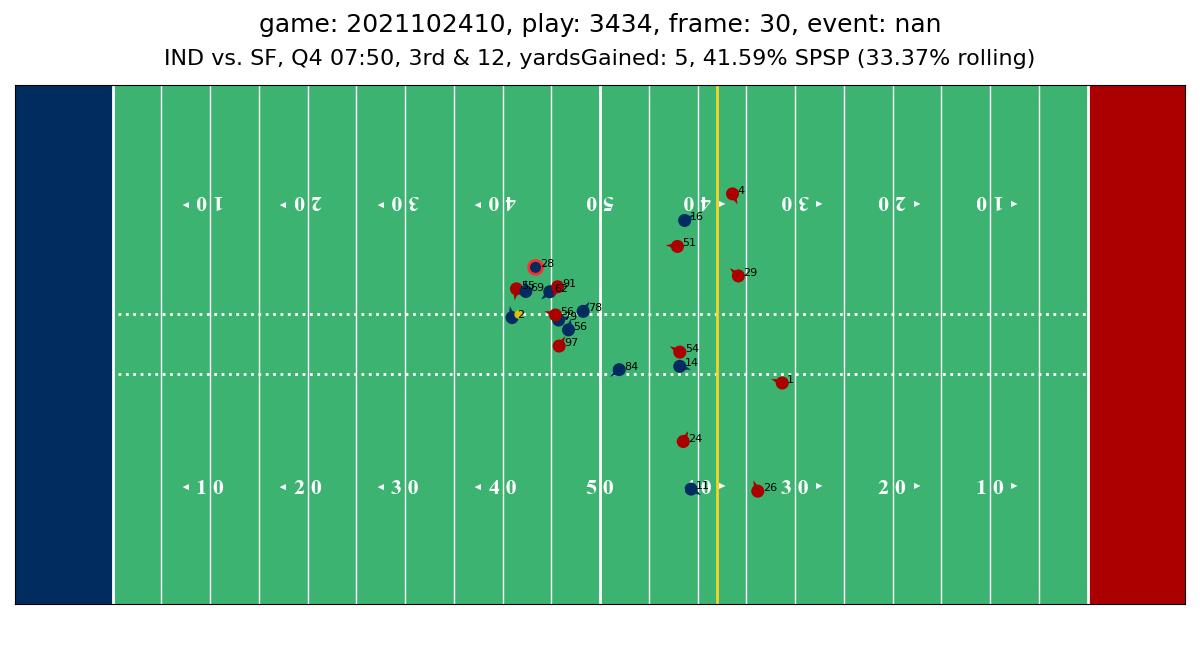 game: 2021102410, play: 3434, frame: 30, event: nan
IND vs. SF, Q4 07:50, 3rd & 12, yardsGained: 5, 41.59% SPSP (33.37% rolling)
4
10 20 30 40 50 40 30 20 10
16
51
28
29
69 62 91
2 56 78
56
97
54
14
84
1
24
10 20 30 40 50 30 20 10
11
26